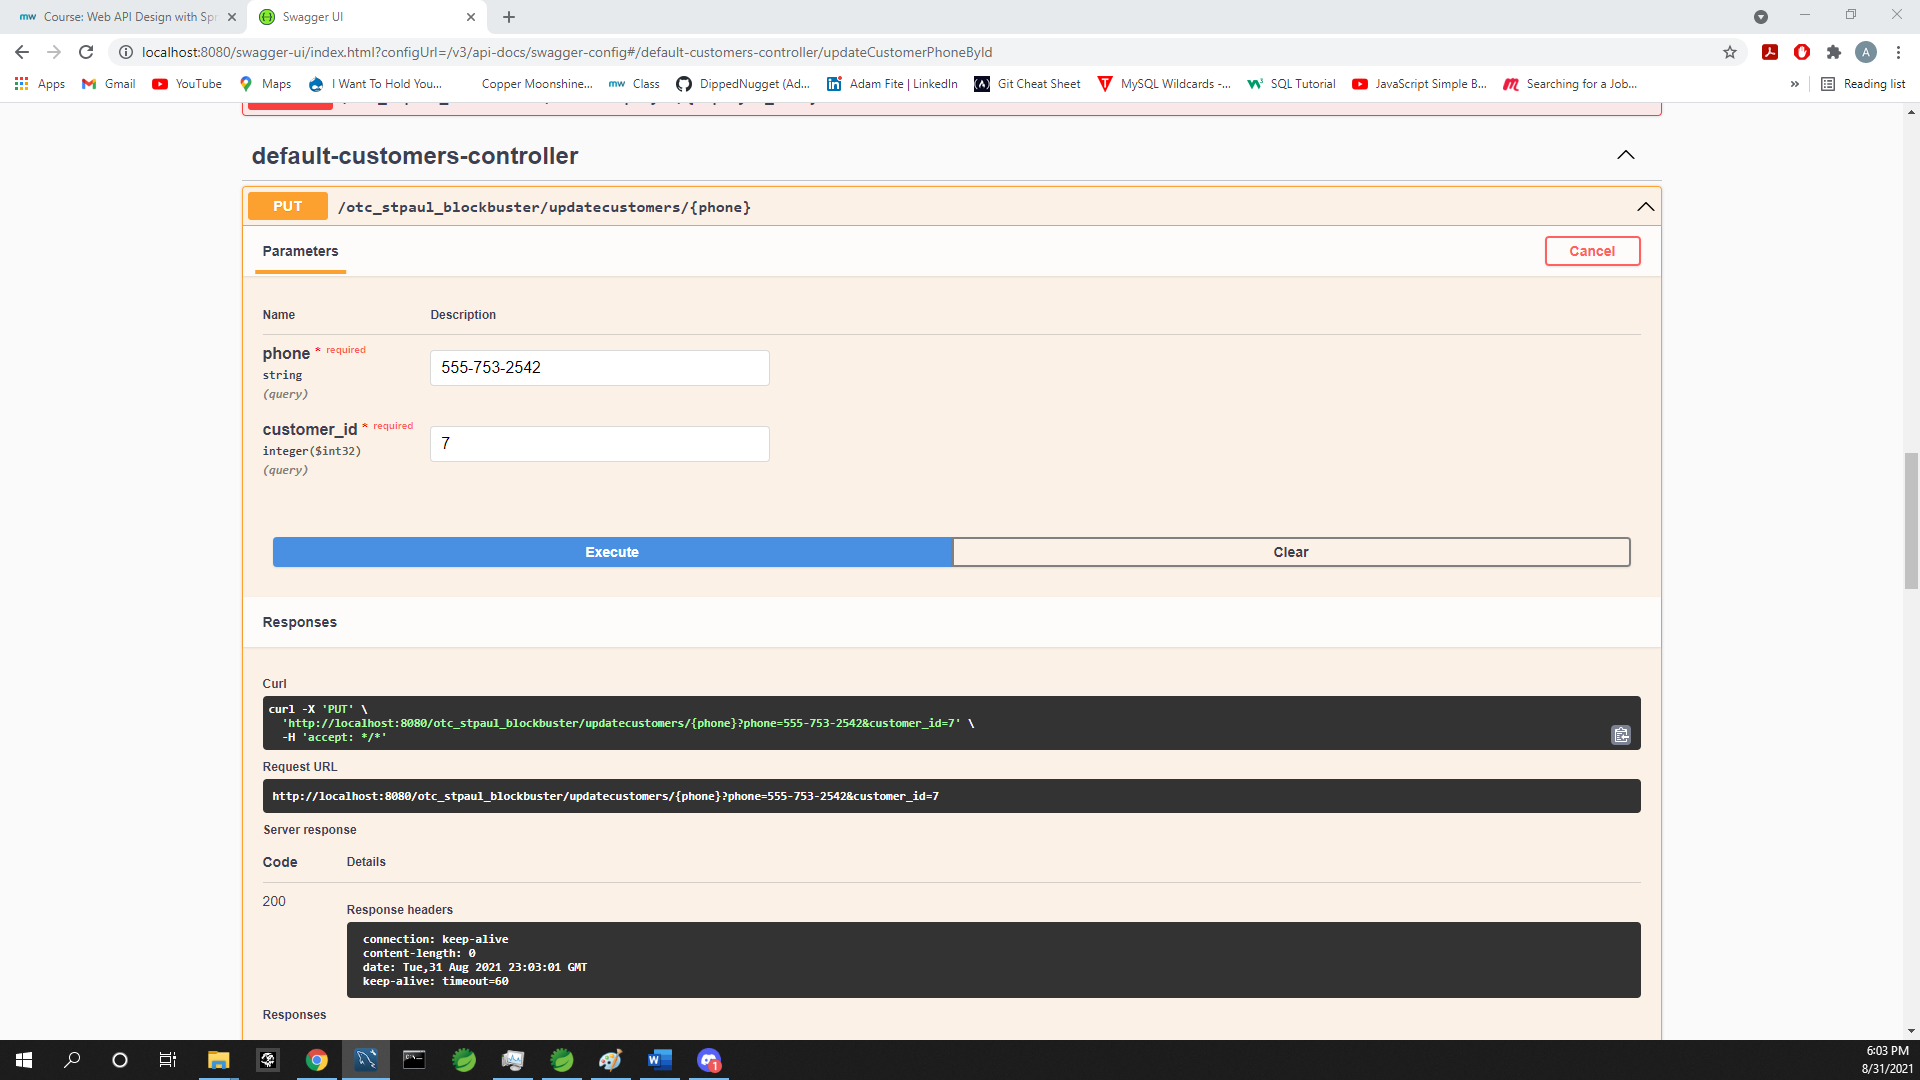 Course: Web API Design with Spr
Swagger UI
localhost:8080/swagger-ui/index.html?configUrl=/v3/api-docs/swagger-config#/default-customers-controller/updateCustomerPhoneById
A
Apps Gmail YouTube Maps I Want To Hold You... Copper Moonshine... Class DippedNugget (Ad... Adam Fite | LinkedIn Git Cheat Sheet MySQL Wildcards -... SQL Tutorial JavaScript Simple B... Searching for a Job... » Reading list
default-customers-controller
PUT /otc_stpaul_blockbuster/updatecustomers/{phone}
Parameters
Cancel
Name Description
phone * required
string
(query)
555-753-2542
customer_id * required
integer($int32)
(query)
7
Execute
Clear
Responses
Curl
curl -X 'PUT' \
'http://localhost:8080/otc_stpaul_blockbuster/updatecustomers/{phone}?phone=555-753-2542&customer_id=7' \
-H 'accept: */*'
Request URL
http://localhost:8080/otc_stpaul_blockbuster/updatecustomers/{phone}?phone=555-753-2542&customer_id=7
Server response
Code Details
200
Response headers
connection: keep-alive
content-length: 0
date: Tue,31 Aug 2021 23:03:01 GMT
keep-alive: timeout=60
Responses
6:03 PM
8/31/2021